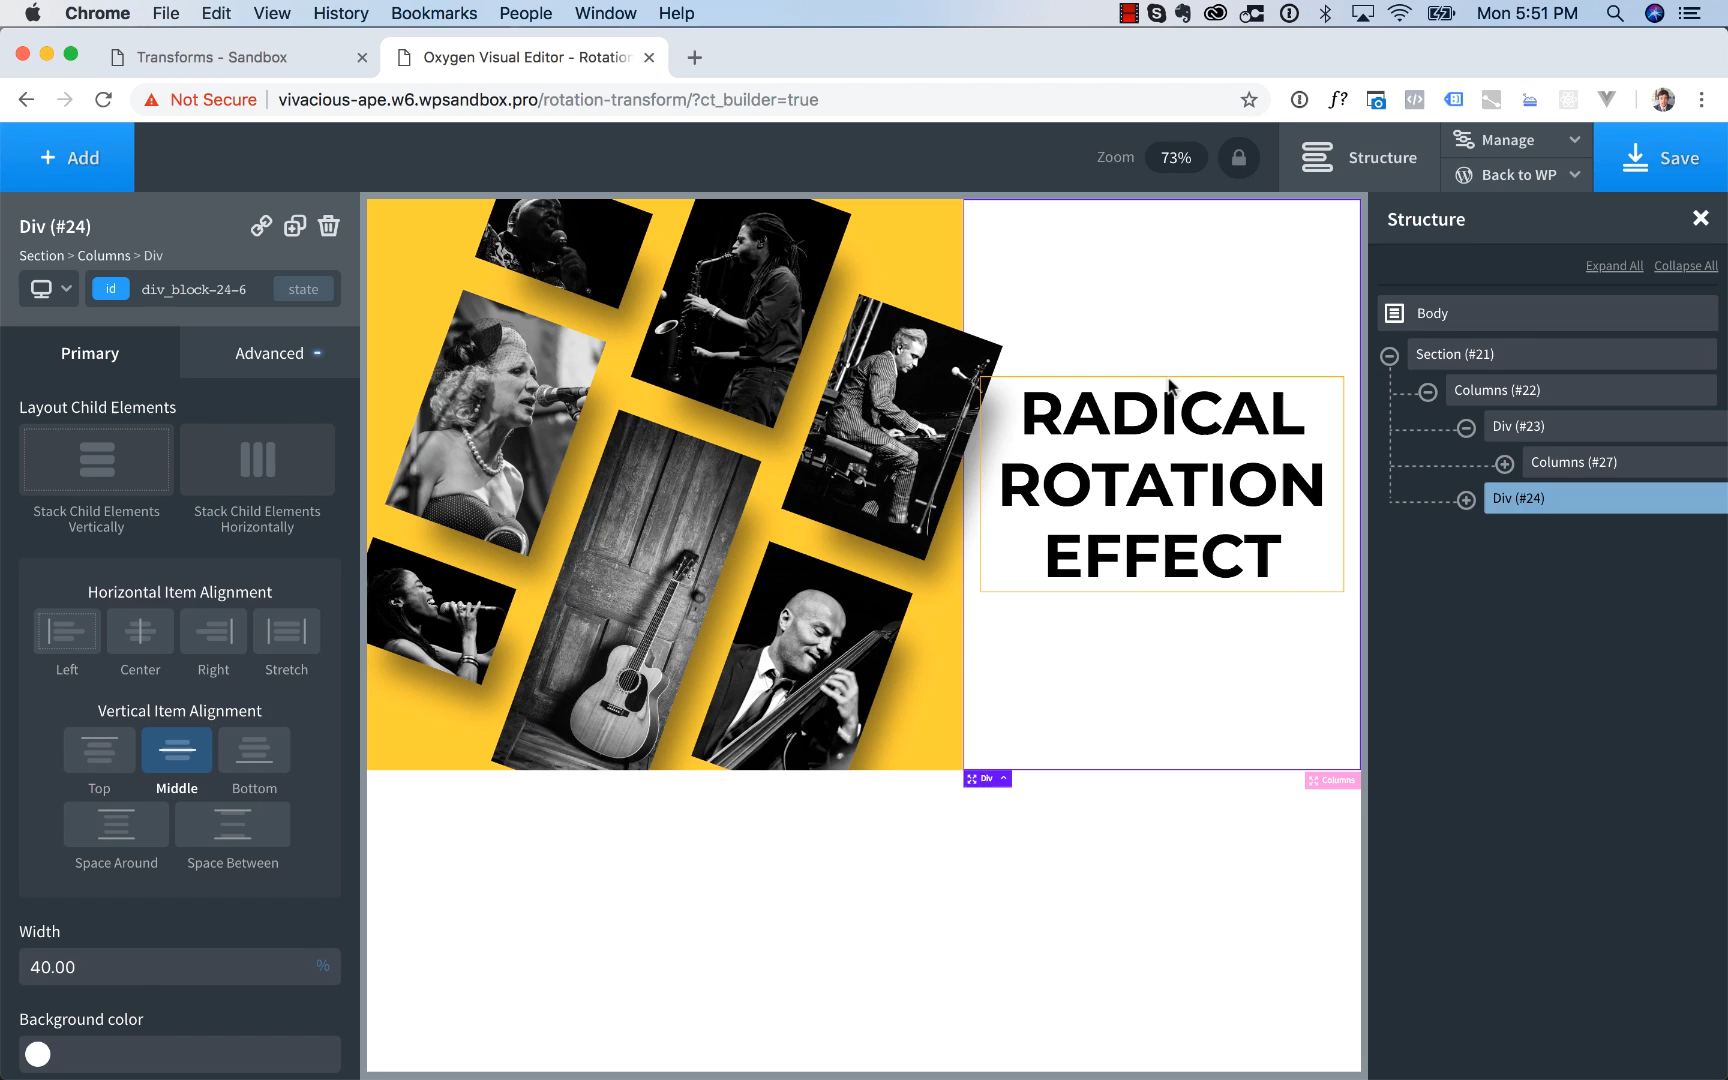 Chrome File Edit View History Bookmarks People Window Help Mon 5:51 PM
Transforms - Sandbox
Oxygen Visual Editor - Rotation
Not Secure vivacious-ape.w6.wpsandbox.pro/rotation-transform/?ct_builder=true
f?
+ Add
Zoom 73%
Structure
Manage
Back to WP
Save
Div (#24)
Section > Columns > Div
id div_block-24-6 state
Primary
Advanced
Layout Child Elements
Stack Child Elements
Vertically
Stack Child Elements
Horizontally
Horizontal Item Alignment
Left Center Right Stretch
Vertical Item Alignment
Top Middle Bottom
Space Around Space Between
Width
40.00 %
Background color
RADICAL
ROTATION
EFFECT
Div
Columns
Structure
Expand All Collapse All
Body
Section (#21)
Columns (#22)
Div (#23)
Columns (#27)
Div (#24)